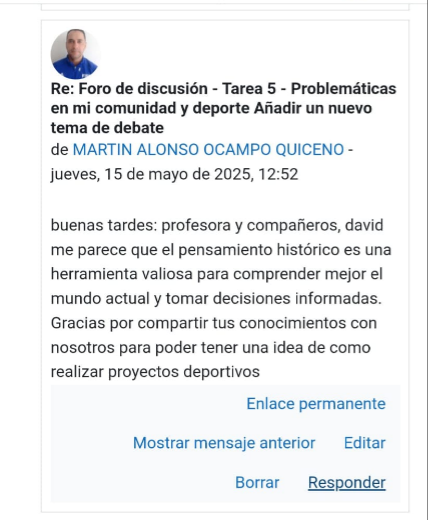 Re: Foro de discusión - Tarea 5 - Problemáticas
en mi comunidad y deporte Añadir un nuevo
tema de debate
de MARTIN ALONSO OCAMPO QUICENO -
jueves, 15 de mayo de 2025, 12:52
buenas tardes: profesora y compañeros, david
me parece que el pensamiento histórico es una
herramienta valiosa para comprender mejor el
mundo actual y tomar decisiones informadas.
Gracias por compartir tus conocimientos con
nosotros para poder tener una idea de como
realizar proyectos deportivos
Enlace permanente
Mostrar mensaje anterior Editar
Borrar Responder